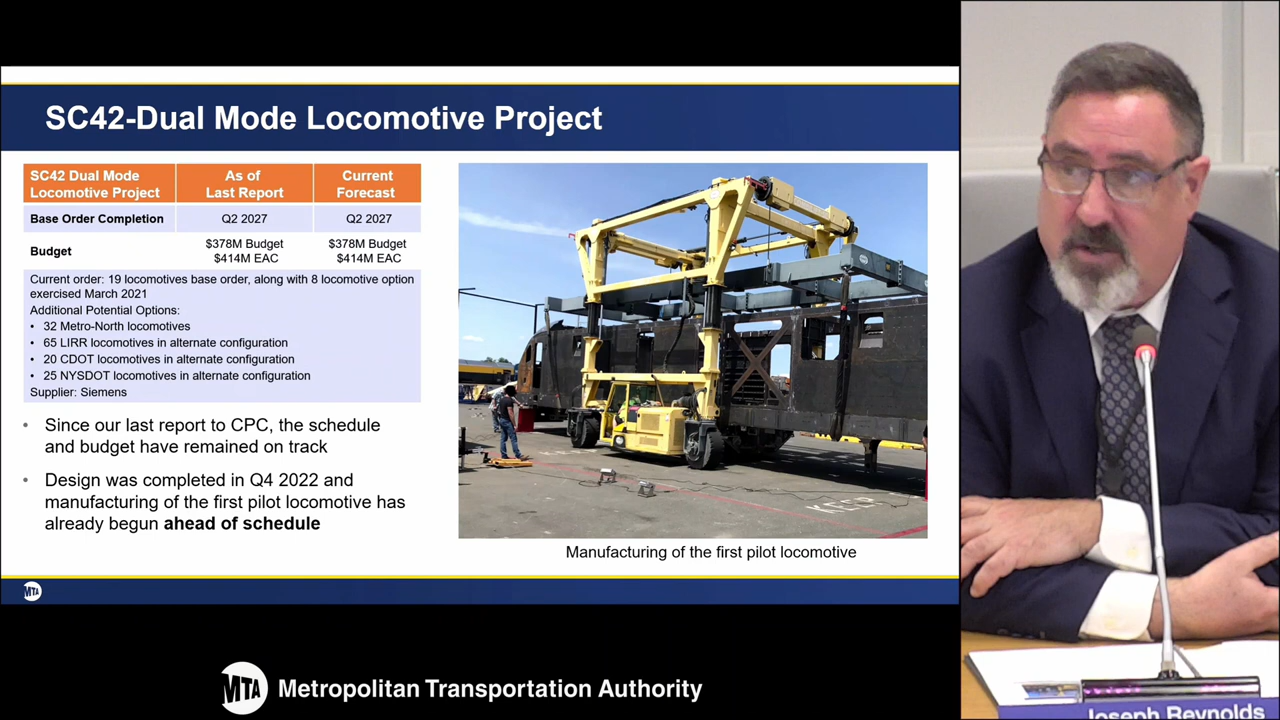 SC42-Dual Mode Locomotive Project
SC42 Dual Mode
Locomotive Project
As of
Last Report
Current
Forecast
Base Order Completion
Q2 2027
Q2 2027
Budget
$378M Budget
$414M EAC
$378M Budget
$414M EAC
Current order: 19 locomotives base order, along with 8 locomotive option
exercised March 2021
Additional Potential Options:
• 32 Metro-North locomotives
• 65 LIRR locomotives in alternate configuration
• 20 CDOT locomotives in alternate configuration
• 25 NYSDOT locomotives in alternate configuration
Supplier: Siemens
• Since our last report to CPC, the schedule
and budget have remained on track
• Design was completed in Q4 2022 and
manufacturing of the first pilot locomotive has
already begun ahead of schedule
KEEP
Manufacturing of the first pilot locomotive
MTA
MTA
Metropolitan Transportation Authority
Joseph Reynolds